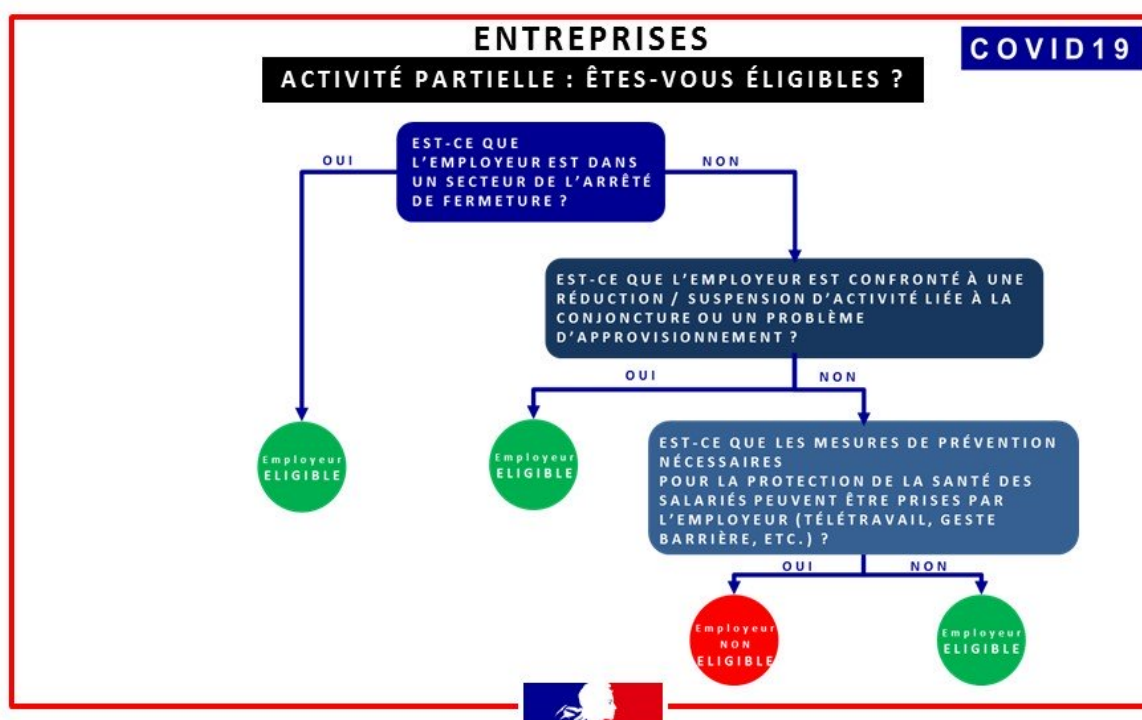 ENTREPRISES
COVID19
ACTIVITÉ PARTIELLE : ÊTES-VOUS ÉLIGIBLES ?
EST-CE QUE
L'EMPLOYEUR EST DANS
UN SECTEUR DE L'ARRÊTÉ
DE FERMETURE ?
OUI
NON
EST-CE QUE L'EMPLOYEUR EST CONFRONTÉ À UNE
RÉDUCTION / SUSPENSION D'ACTIVITÉ LIÉE À LA
CONJONCTURE OU UN PROBLÈME
D'APPROVISIONNEMENT ?
OUI
NON
Employeur
ELIGIBLE
Employeur
ELIGIBLE
EST-CE QUE LES MESURES DE PRÉVENTION
NÉCESSAIRES
POUR LA PROTECTION DE LA SANTÉ DES
SALARIÉS PEUVENT ÊTRE PRISES PAR
L'EMPLOYEUR (TÉLÉTRAVAIL, GESTE
BARRIÈRE, ETC.) ?
OUI
NON
Employeur
NON
ELIGIBLE
Employeur
ELIGIBLE